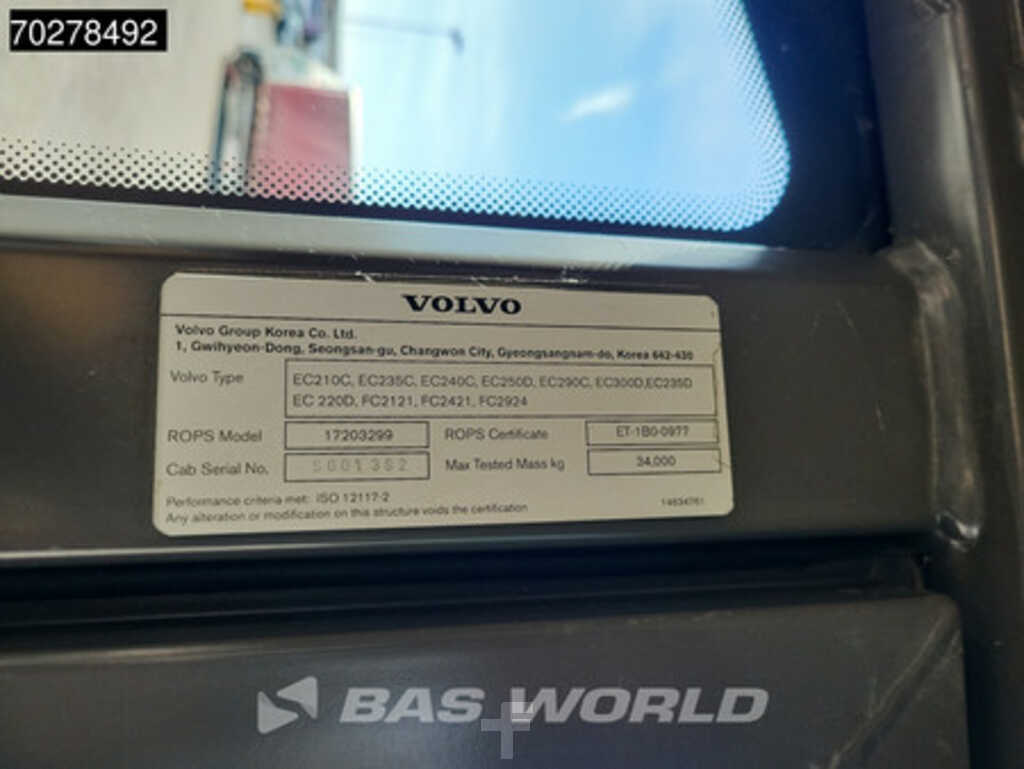 70278492
VOLVO
Volvo Group Korea Co. Ltd.
1, Gwihyeon-Dong, Seongsan-gu, Changwon City, Gyeongsangnam-do, Korea 642-430
Volvo Type EC210C, EC235C, EC240C, EC250D, EC290C, EC300D,EC235D
EC 220D, FC2121, FC2421, FC2924
ROPS Model 17203299 ROPS Certificate ET-1B0-0977
Cab Serial No. Max Tested Mass kg 34,000
Performance criteria met: ISO 12117-2 14634761
Any alteration or modification on this structure voids the certification
BAS WORLD